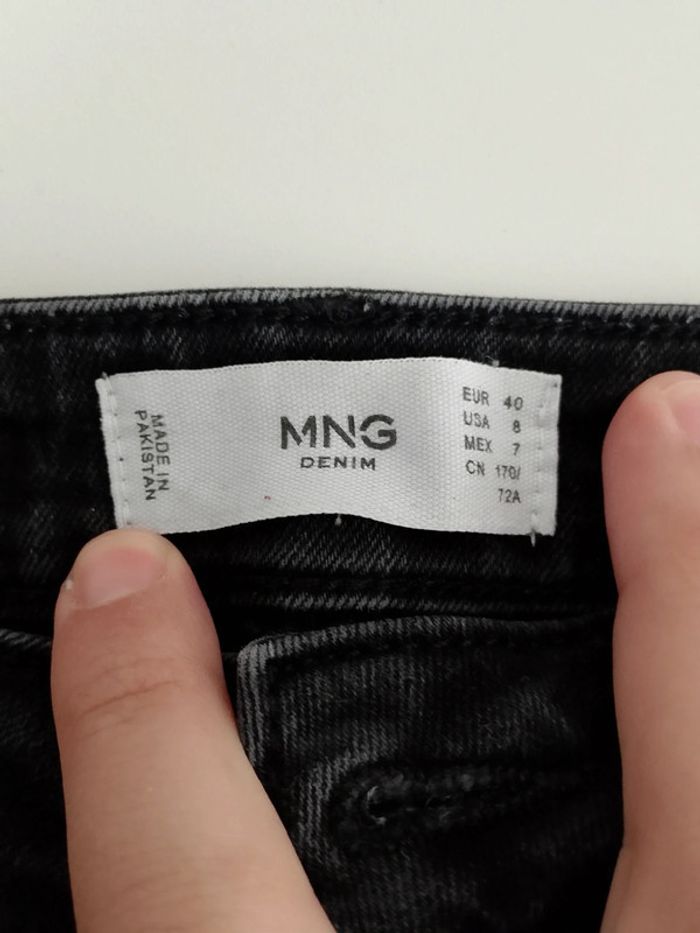 MADE IN
PAKISTAN
MNG
DENIM
EUR 40
USA 8
MEX 7
CN 170/
72A